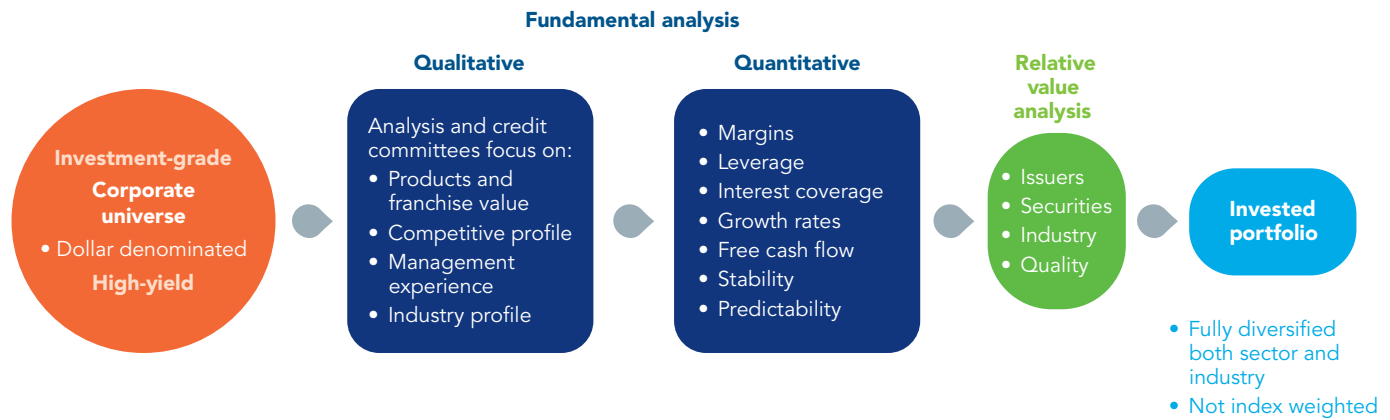 Fundamental analysis
Qualitative
Quantitative
Relative
value
analysis
Investment-grade
Corporate
universe
• Dollar denominated
High-yield
Analysis and credit
committees focus on:
• Products and
franchise value
• Competitive profile
• Management
experience
• Industry profile
• Margins
• Leverage
• Interest coverage
• Growth rates
• Free cash flow
• Stability
• Predictability
• Issuers
• Securities
• Industry
• Quality
Invested
portfolio
• Fully diversified
both sector and
industry
• Not index weighted